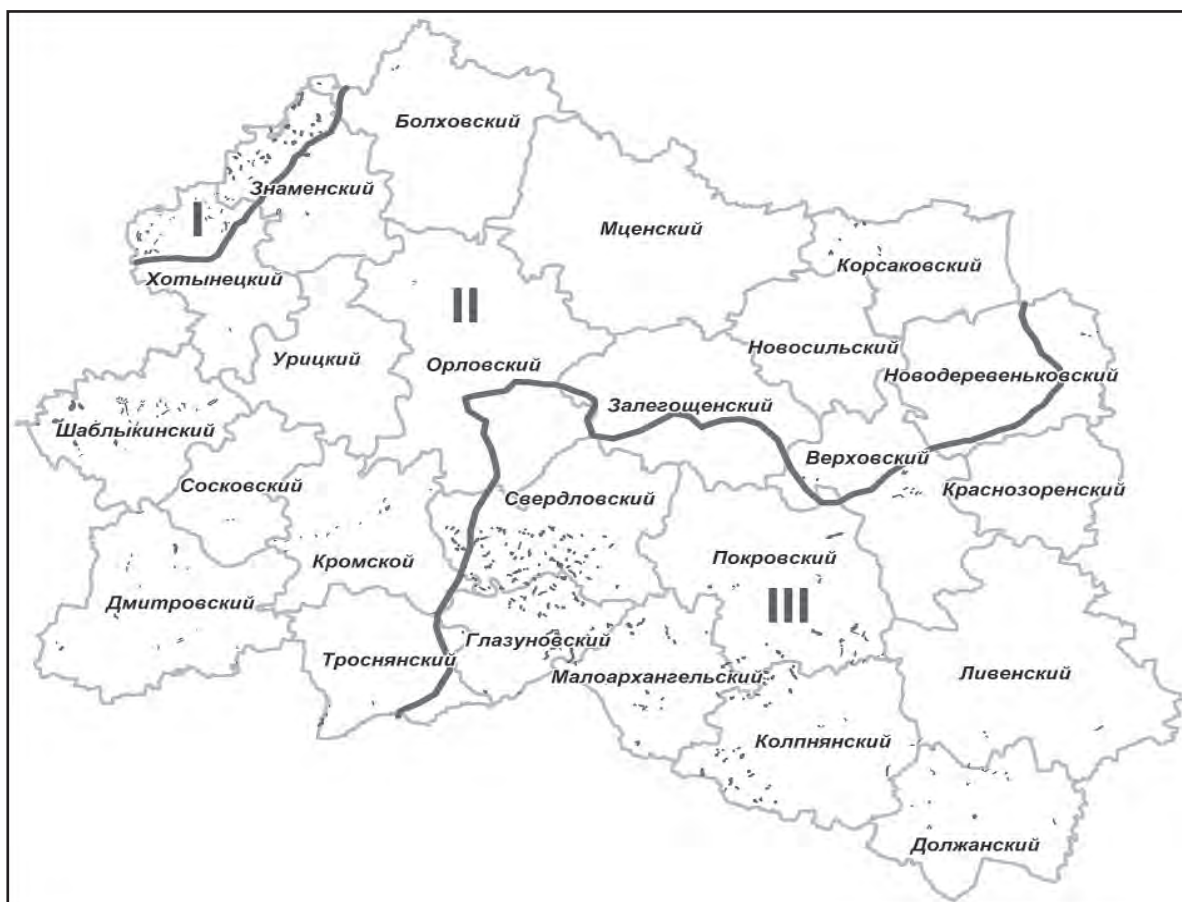 Болховский
Знаменский
I
Мценский
Корсаковский
Хотынецкий
II
Урицкий
Орловский
Новосильский
Новодеревеньковский
Залегощенский
Шаблыкинский
Верховский
Сосковский
Свердловский
Краснозоренский
Кромской
Покровский
Дмитровский
III
Глазуновский
Троснянский
Малоархангельский
Ливенский
Колпнянский
Должанский